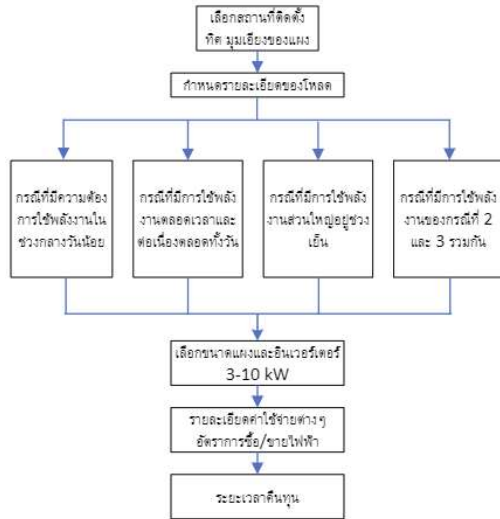 เลือกสถานที่ติดตั้ง
ทิศ มุมเอียงของแผง
กำหนดรายละเอียดของโหลด
กรณีที่มีความต้อง
การใช้พลังงานใน
ช่วงกลางวันน้อย
กรณีที่มีการใช้พลัง
งานตลอดเวลาและ
ต่อเนื่องตลอดทั้งวัน
กรณีที่มีการใช้พลัง
งานส่วนใหญ่อยู่ช่วง
เย็น
กรณีที่มีการใช้พลัง
งานของกรณีที่ 2
และ 3 รวมกัน
เลือกขนาดแผงและอินเวอร์เตอร์
3-10 kW
รายละเอียดค่าใช้จ่ายต่างๆ
อัตราการซื้อ/ขายไฟฟ้า
ระยะเวลาคืนทุน